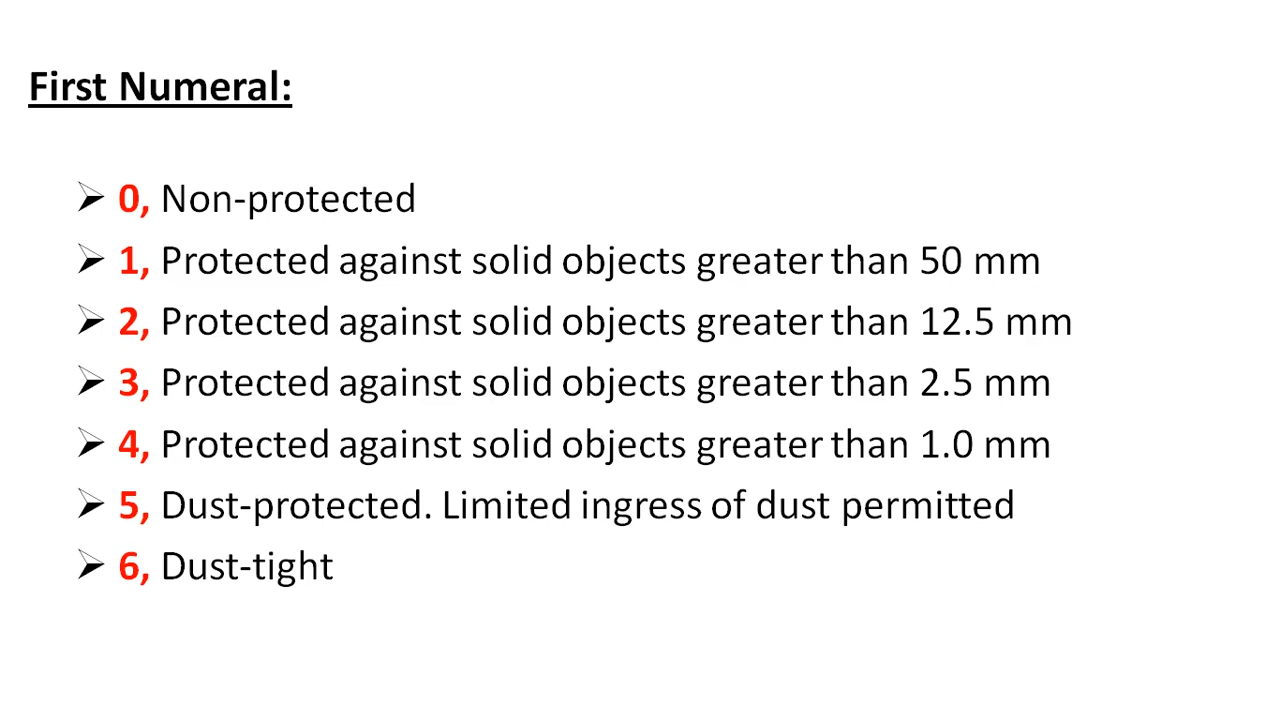 First Numeral:
➢ 0, Non-protected
➢ 1, Protected against solid objects greater than 50 mm
➢ 2, Protected against solid objects greater than 12.5 mm
➢ 3, Protected against solid objects greater than 2.5 mm
➢ 4, Protected against solid objects greater than 1.0 mm
➢ 5, Dust-protected. Limited ingress of dust permitted
➢ 6, Dust-tight